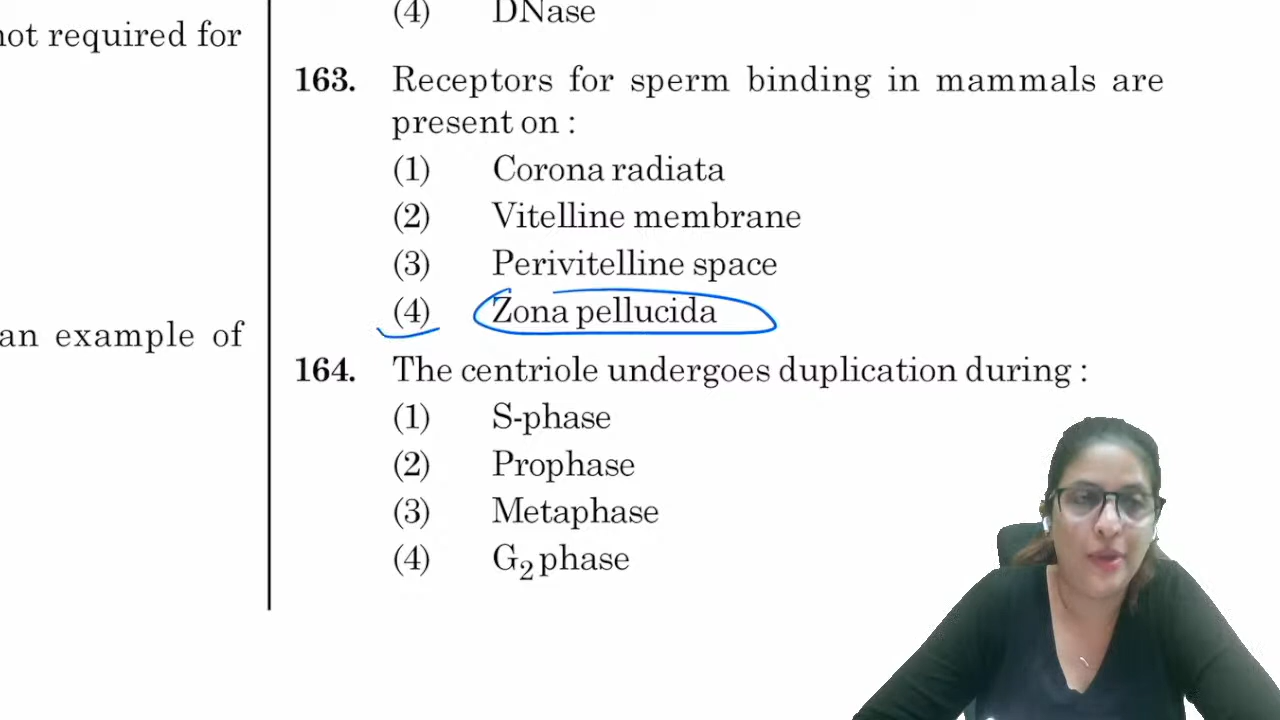 (4) DNase
not required for
163. Receptors for sperm binding in mammals are
present on :
(1) Corona radiata
(2) Vitelline membrane
(3) Perivitelline space
(4) Zona pellucida
an example of
164. The centriole undergoes duplication during :
(1) S-phase
(2) Prophase
(3) Metaphase
(4) G₂ phase